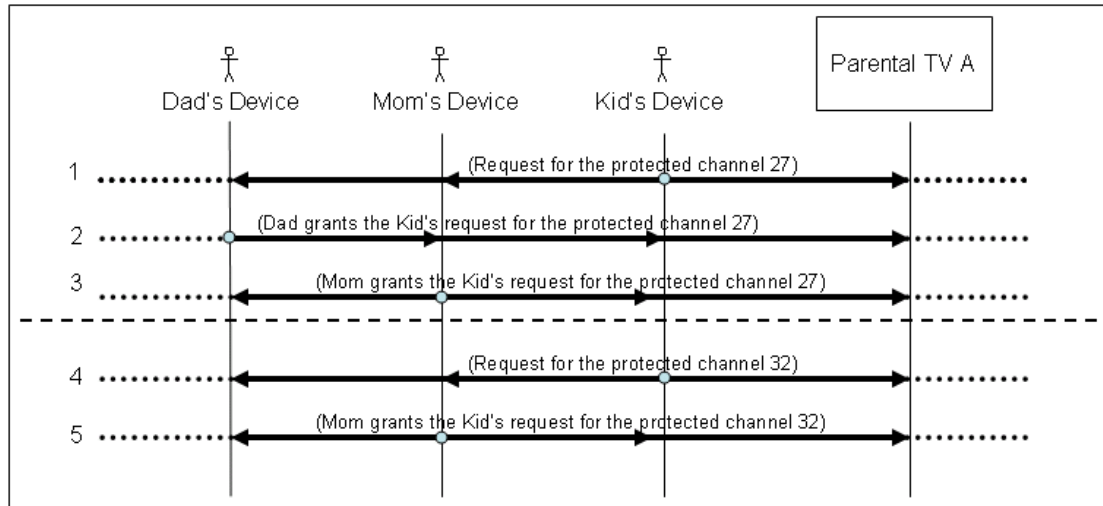 Parental TV A
Dad's Device
Mom's Device
Kid's Device
1
(Request for the protected channel 27)
2
(Dad grants the Kid's request for the protected channel 27)
3
(Mom grants the Kid's request for the protected channel 27)
4
(Request for the protected channel 32)
5
(Mom grants the Kid's request for the protected channel 32)